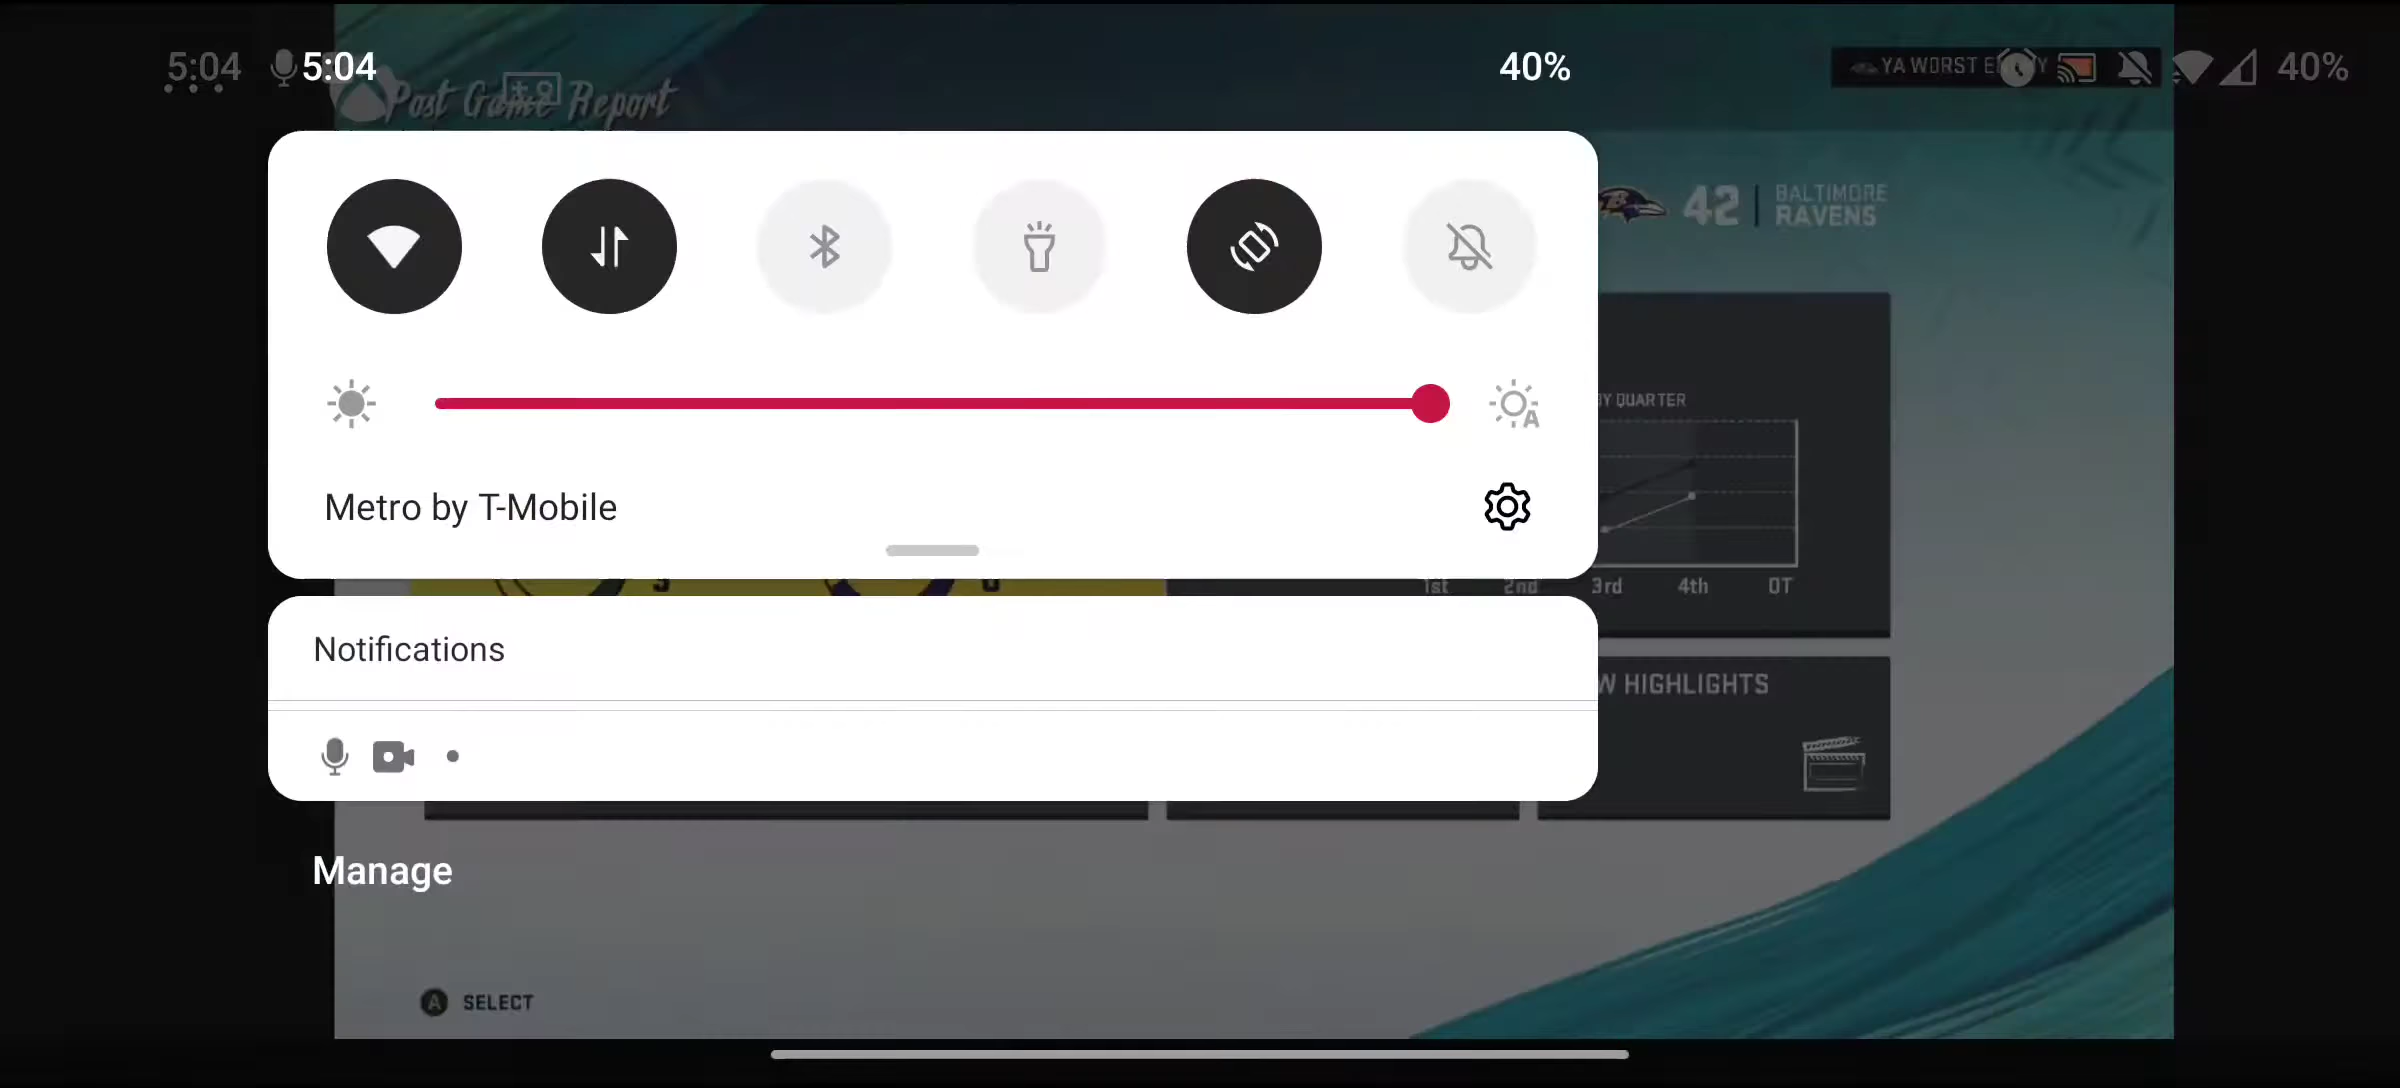 5:04 5:04 40% YA WORST E Y 40%
Post Game Report
42 BALTIMORE
RAVENS
BY QUARTER
A
Metro by T-Mobile
1st 2nd 3rd 4th OT
Notifications
W HIGHLIGHTS
Manage
A SELECT